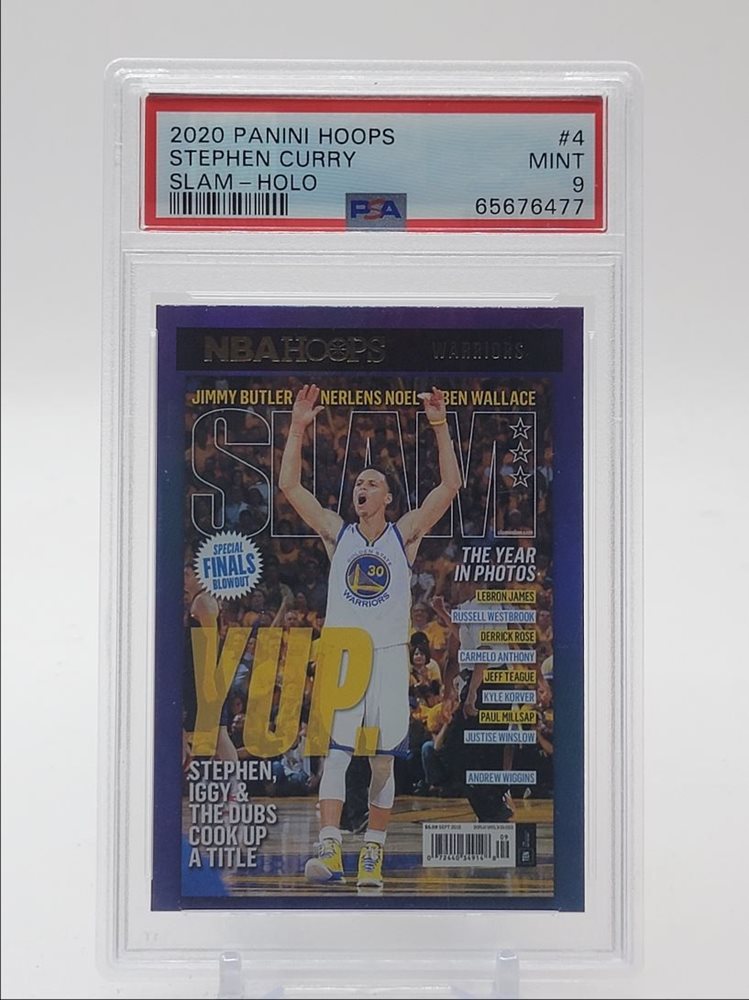 2020 PANINI HOOPS #4
STEPHEN CURRY MINT
SLAM - HOLO 9
PSA 65676477
NBA HOOPS WARRIORS
JIMMY BUTLER NERLENS NOEL BEN WALLACE
SLAM
SPECIAL
FINALS
BLOWOUT
THE YEAR
IN PHOTOS
LEBRON JAMES
RUSSELL WESTBROOK
DERRICK ROSE
CARMELO ANTHONY
JEFF TEAGUE
KYLE KORVER
PAUL MILLSAP
JUSTISE WINSLOW
ANDREW WIGGINS
GOLDEN STATE
30
WARRIORS
YUP.
STEPHEN,
IGGY &
THE DUBS
COOK UP
A TITLE
09